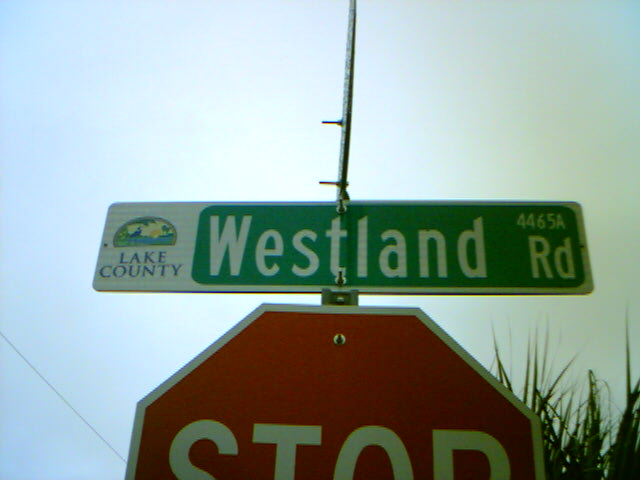 LAKE
COUNTY
Westland
4465A
Rd
STOP